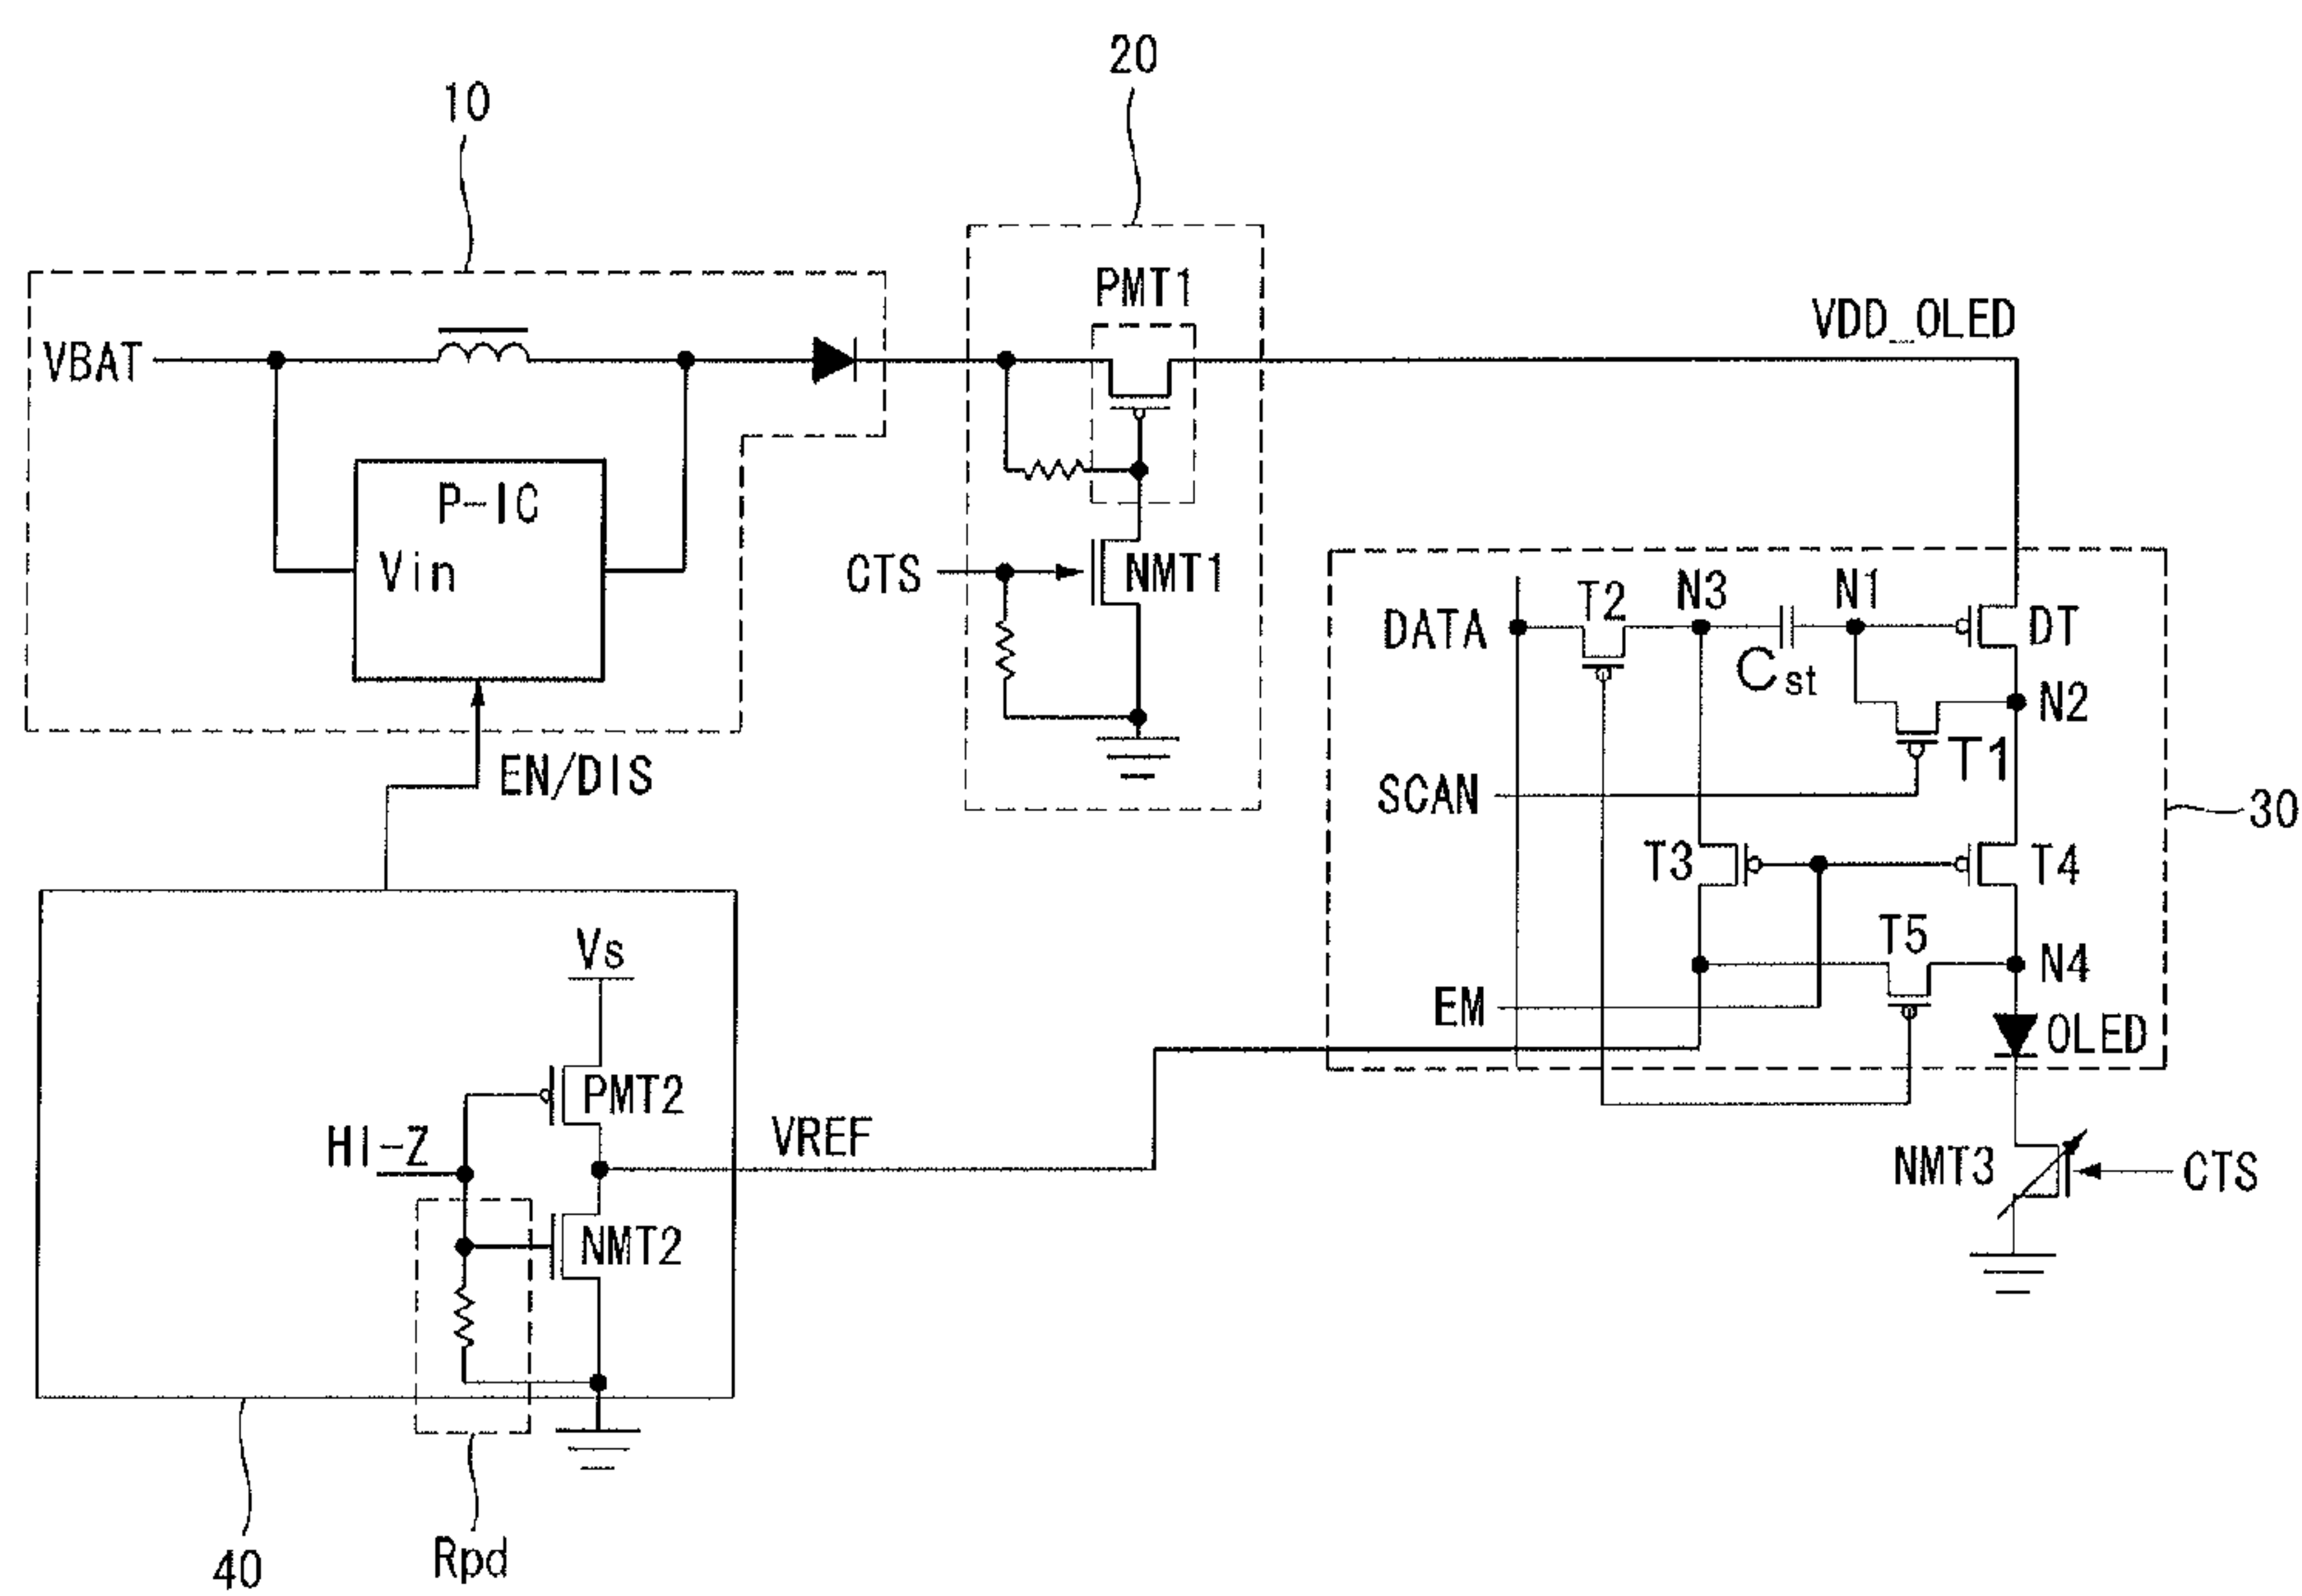 20
10
PMT1
VDD_OLED
VBAT
P-IC
Vin
CTS
NMT1
T2
N3
N1
DATA
DT
Cst
N2
T1
EN/DIS
SCAN
30
T3
T4
T5
Vs
N4
EM
OLED
PMT2
HI-Z
VREF
NMT3
CTS
NMT2
Rpd
40